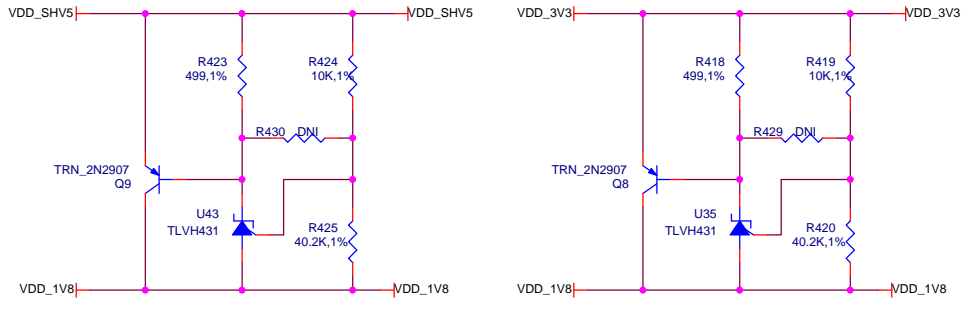 VDD_SHV5
VDD_SHV5
R423
499,1%
R424
10K,1%
R430
DNI
TRN_2N2907
Q9
U43
TLVH431
R425
40.2K,1%
VDD_1V8
VDD_1V8
VDD_3V3
VDD_3V3
R418
499,1%
R419
10K,1%
R429
DNI
TRN_2N2907
Q8
U35
TLVH431
R420
40.2K,1%
VDD_1V8
VDD_1V8